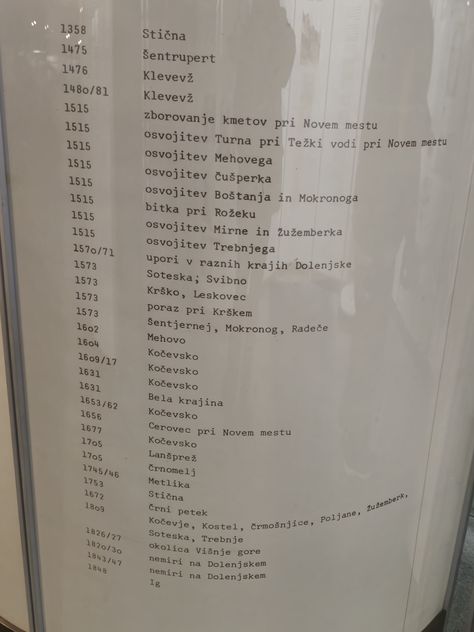 1358 Stična
1475 Šentrupert
1476 Klevevž
1480/81 Klevevž
1515 zborovanje kmetov pri Novem mestu
1515 osvojitev Turna pri Težki vodi pri Novem mestu
1515 osvojitev Mehovega
1515 osvojitev Čušperka
1515 osvojitev Boštanja in Mokronoga
1515 bitka pri Rožeku
1515 osvojitev Mirne in Žužemberka
1515 osvojitev Trebnjega
1570/71 upori v raznih krajih Dolenjske
1573 Soteska, Svibno
1573 Krško, Leskovec
1573 poraz pri Krškem
1573 Šentjernej, Mokronog, Radeče
1602 Mehovo
1604 Kočevsko
1609/17 Kočevsko
1631 Kočevsko
1631 Bela krajina
1653/62 Kočevsko
1656 Cerovec pri Novem mestu
1677 Kočevsko
1705 Lanšprež
1705 Črnomelj
1745/46 Metlika
1753 Stična
1672 Črni petek
1809 Kočevje, Kostel, Črmošnjice, Poljane, Žužemberk,
Soteska, Trebnje
1826/27 okolica Višnje gore
1820/30 nemiri na Dolenjskem
1843/47 nemiri na Dolenjskem
1848 Ig